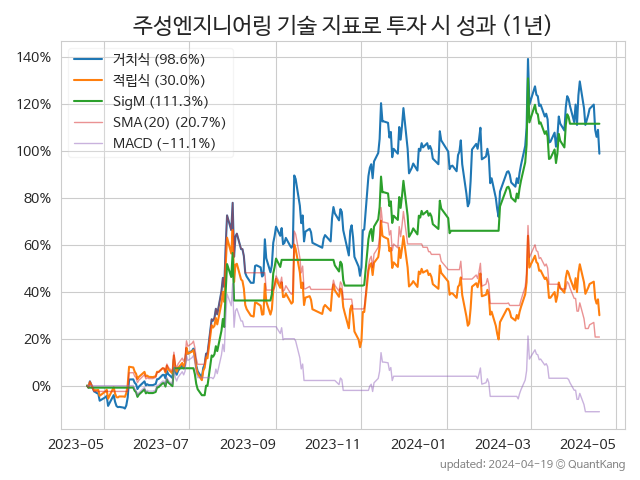 주성엔지니어링 기술 지표로 투자 시 성과 (1년)
140%
120%
100%
80%
60%
40%
20%
0%
거치식 (98.6%)
적립식 (30.0%)
SigM (111.3%)
SMA(20) (20.7%)
MACD (−11.1%)
2023-05 2023-07 2023-09 2023-11 2024-01 2024-03 2024-05
updated: 2024-04-19 © QuantKang